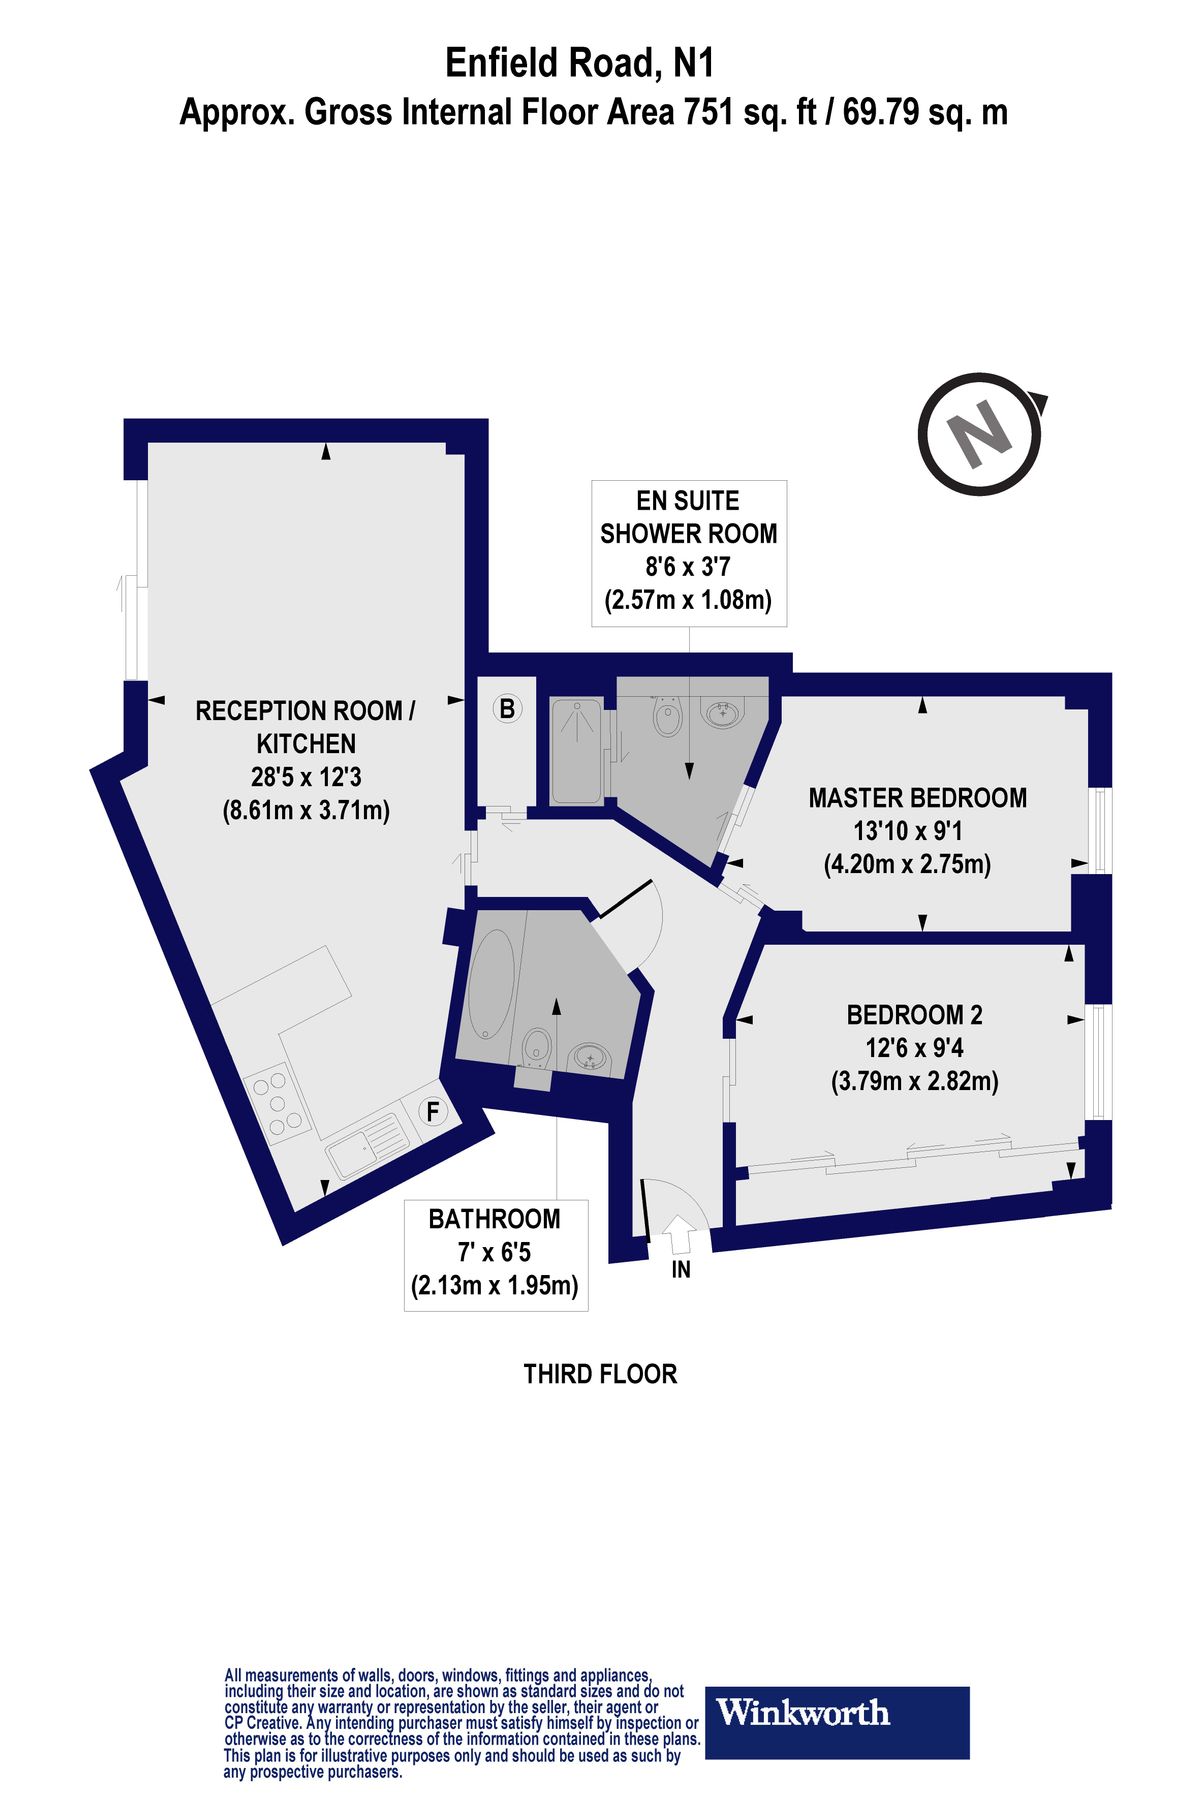 Enfield Road, N1
Approx. Gross Internal Floor Area 751 sq. ft / 69.79 sq. m
N
EN SUITE
SHOWER ROOM
8'6 x 3'7
(2.57m x 1.08m)
RECEPTION ROOM /
KITCHEN
28'5 x 12'3
(8.61m x 3.71m)
B
MASTER BEDROOM
13'10 x 9'1
(4.20m x 2.75m)
BEDROOM 2
12'6 x 9'4
(3.79m x 2.82m)
F
BATHROOM
7' x 6'5
(2.13m x 1.95m)
IN
THIRD FLOOR
All measurements of walls, doors, windows, fittings and appliances,
including their size and location, are shown as standard sizes and do not
constitute any warranty or representation by the seller, their agent or
CP Creative. Any intending purchaser must satisfy himself by inspection or
otherwise as to the correctness of the information contained in these plans.
This plan is for illustrative purposes only and should be used as such by
any prospective purchasers.
Winkworth